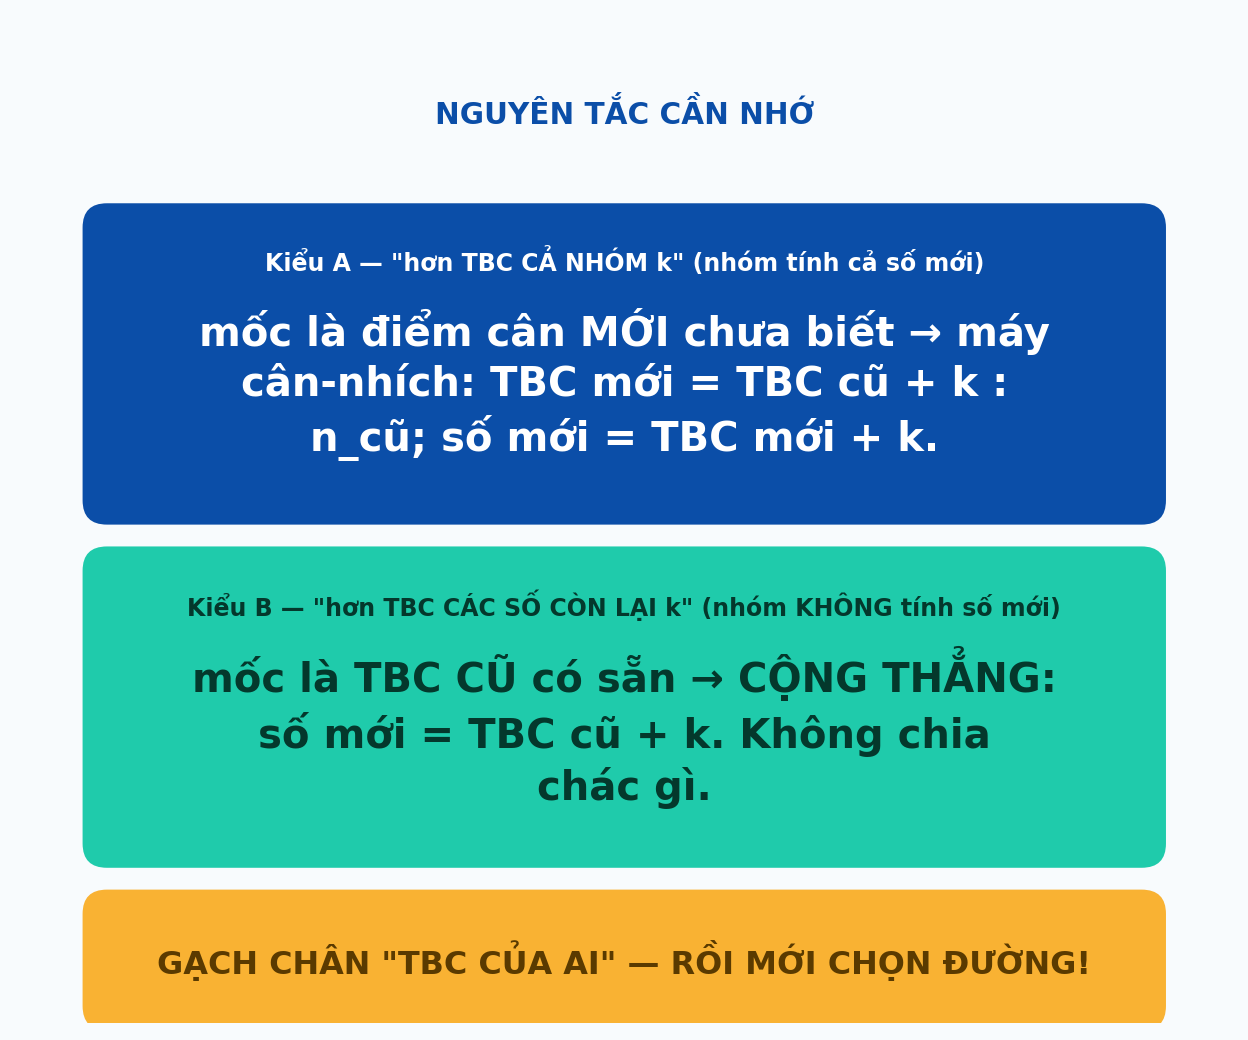 NGUYÊN TẮC CẦN NHỚ
Kiểu A — "hơn TBC CẢ NHÓM k" (nhóm tính cả số mới)
mốc là điểm cân MỚI chưa biết → máy
cân-nhích: TBC mới = TBC cũ + k :
n_cũ; số mới = TBC mới + k.
Kiểu B — "hơn TBC CÁC SỐ CÒN LẠI k" (nhóm KHÔNG tính số mới)
mốc là TBC CŨ có sẵn → CỘNG THẲNG:
số mới = TBC cũ + k. Không chia
chác gì.
GẠCH CHÂN "TBC CỦA AI" — RỒI MỚI CHỌN ĐƯỜNG!